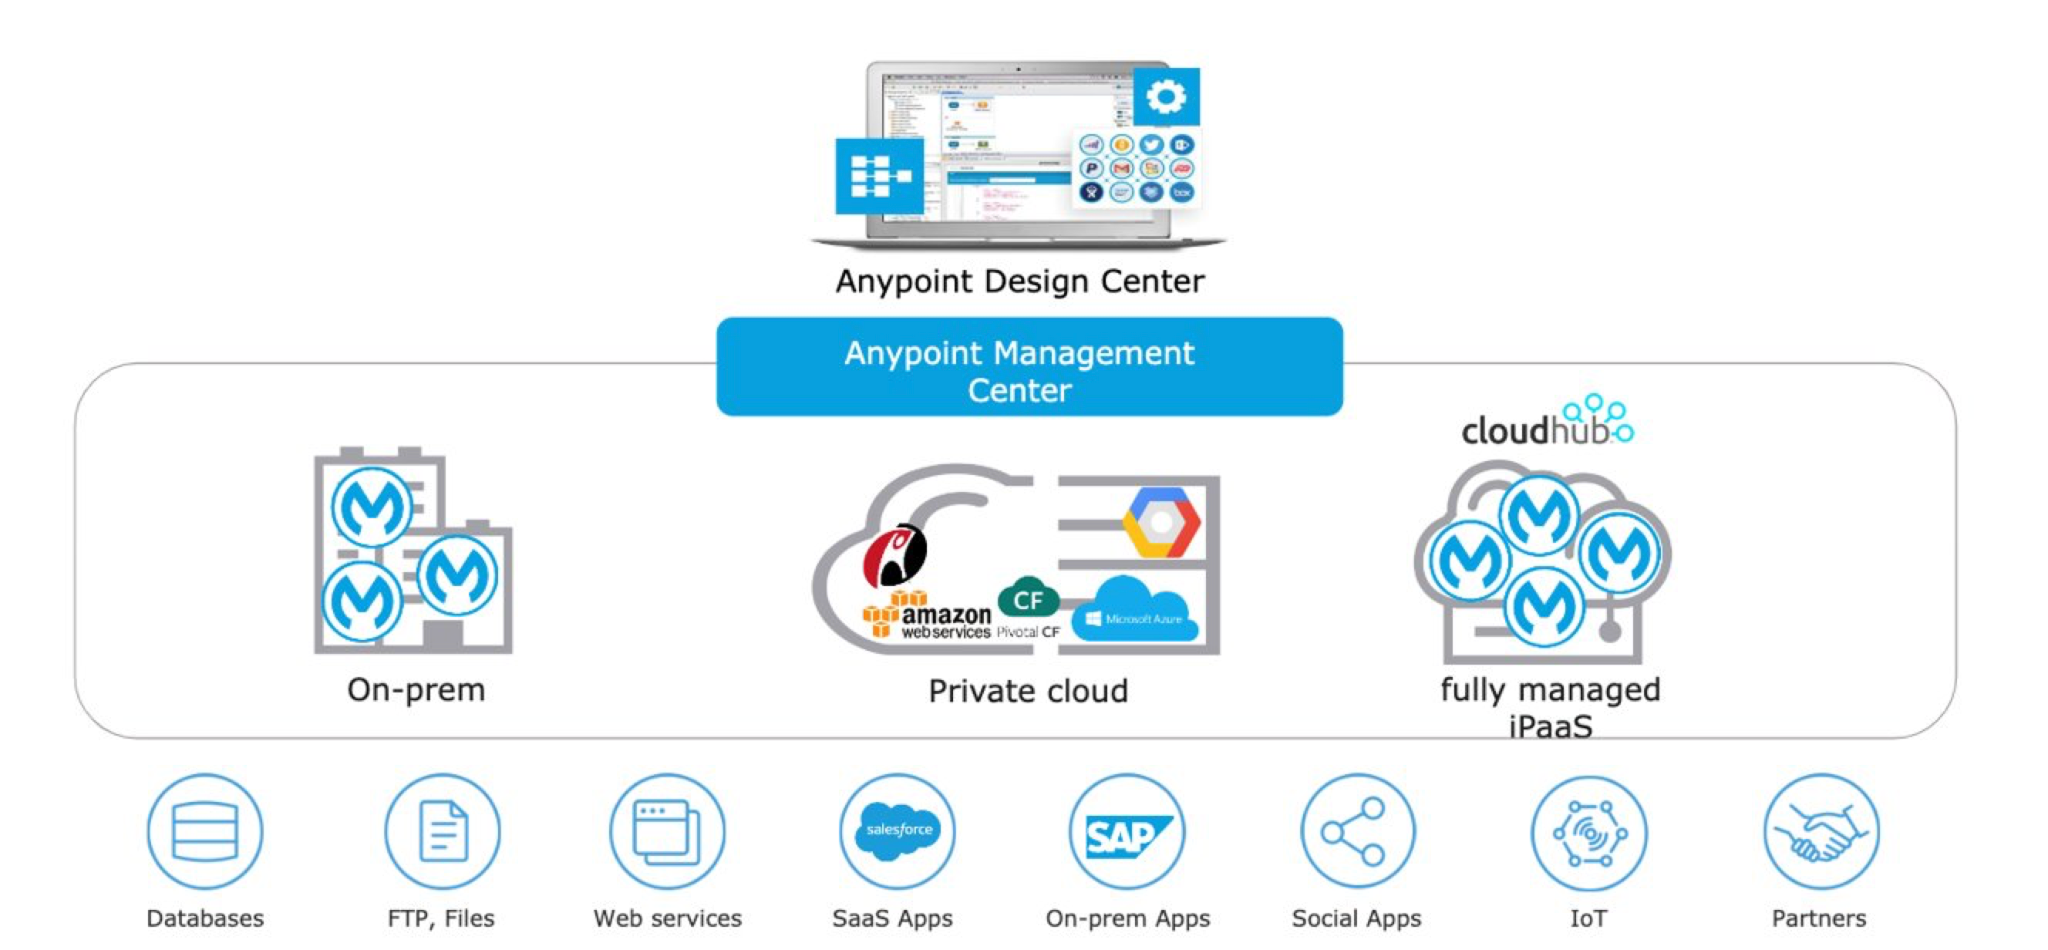 box
Anypoint Design Center
Anypoint Management
Center
cloudhub
amazon
webservices
CF
Pivotal CF
Microsoft Azure
On-prem
Private cloud
fully managed
iPaaS
salesforce
SAP
Databases
FTP, Files
Web services
SaaS Apps
On-prem Apps
Social Apps
IoT
Partners